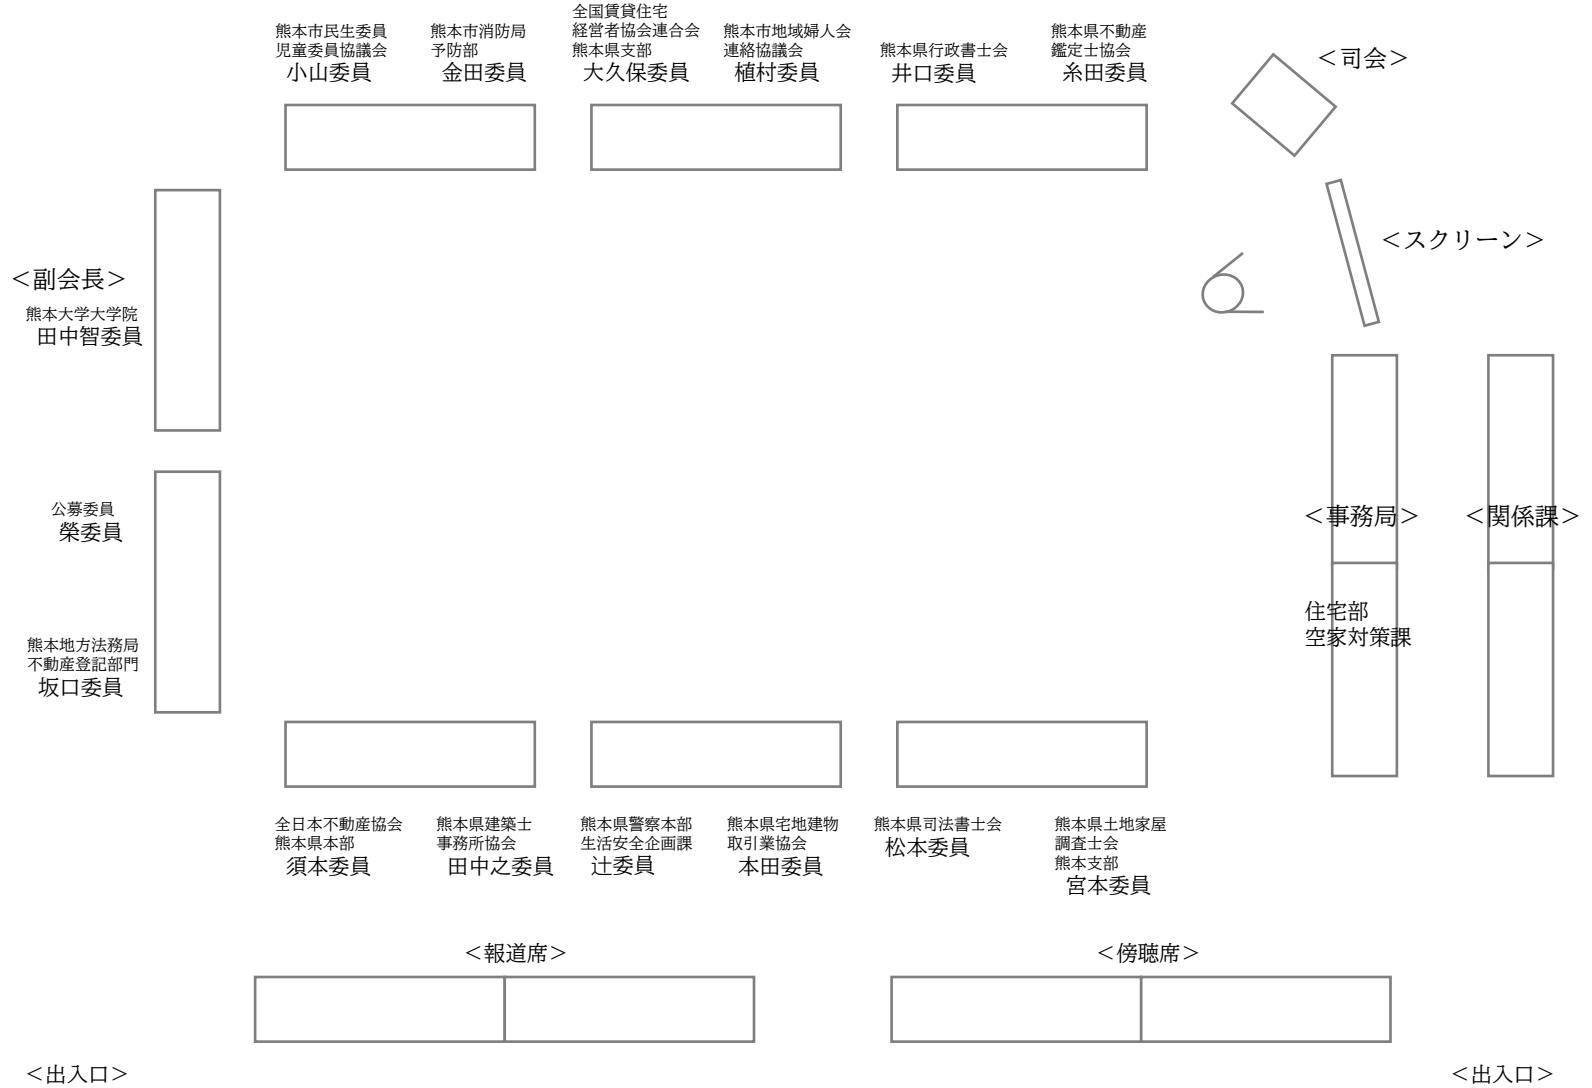 熊本市民生委員
児童委員協議会
小山委員
熊本市消防局
予防部
金田委員
全国賃貸住宅
経営者協会連合会
熊本県支部
大久保委員
熊本市地域婦人会
連絡協議会
植村委員
熊本県行政書士会
井口委員
熊本県不動産
鑑定士協会
糸田委員
＜司会＞
＜スクリーン＞
＜副会長＞
熊本大学大学院
田中智委員
公募委員
榮委員
熊本地方法務局
不動産登記部門
坂口委員
＜事務局＞
住宅部
空家対策課
＜関係課＞
全日本不動産協会
熊本県本部
須本委員
熊本県建築士
事務所協会
田中之委員
熊本県警察本部
生活安全企画課
辻委員
熊本県宅地建物
取引業協会
本田委員
熊本県司法書士会
松本委員
熊本県土地家屋
調査士会
熊本支部
宮本委員
＜報道席＞
＜傍聴席＞
＜出入口＞
＜出入口＞